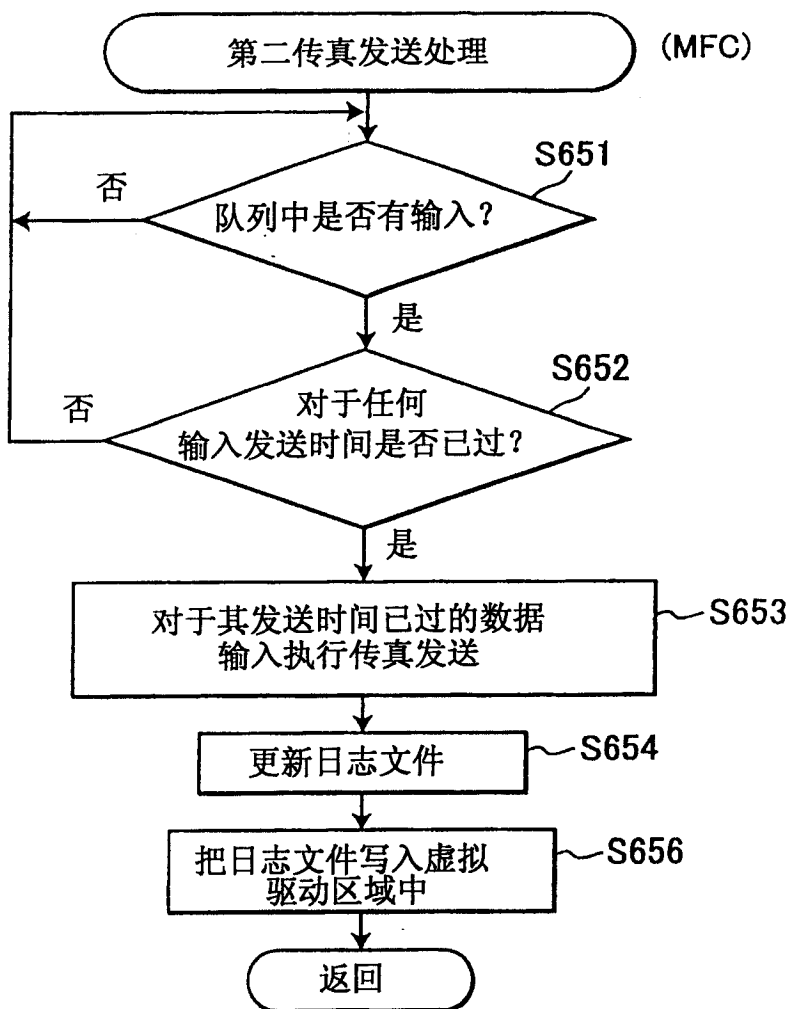 第二传真发送处理
(MFC)
S651
否
队列中是否有输入？
是
S652
否
对于任何
输入发送时间是否已过？
是
对于其发送时间已过的数据
输入执行传真发送
S653
更新日志文件
S654
把日志文件写入虚拟
驱动区域中
S656
返回